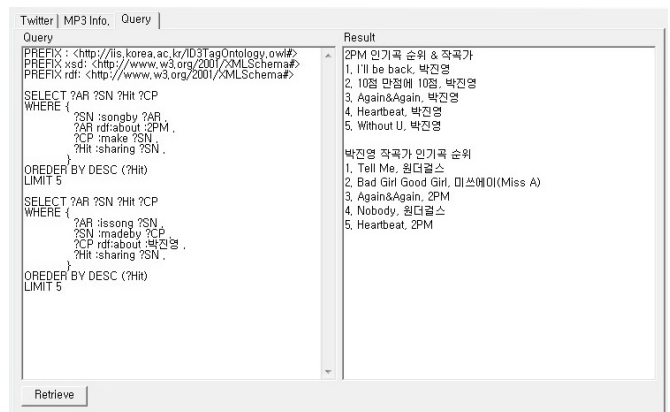 Twitter MP3 Info, Query
Query
PREFIX : <http://iis.korea.ac.kr/ID3TagOntology.owl#>
PREFIX xsd: <http://www.w3.org/2001/XMLSchema#>
PREFIX rdf: <http://www.w3.org/2001/XMLSchema#>
SELECT ?AR ?SN ?Hit ?CP
WHERE {
?SN :songby ?AR .
?AR rdf:about :2PM .
?CP :make ?SN .
?Hit :sharing ?SN .
}
OREDER BY DESC (?Hit)
LIMIT 5
SELECT ?AR ?SN ?Hit ?CP
WHERE {
?AR :issong ?SN .
?SN :madeby ?CP .
?CP rdf:about :박진영 .
?Hit :sharing ?SN .
}
OREDER BY DESC (?Hit)
LIMIT 5
Result
2PM 인기곡 순위 & 작곡가
1, I'll be back, 박진영
2, 10점 만점에 10점, 박진영
3, Again&Again, 박진영
4, Heartbeat, 박진영
5, Without U, 박진영
박진영 작곡가 인기곡 순위
1, Tell Me, 원더걸스
2, Bad Girl Good Girl, 미쓰에이(Miss A)
3, Again&Again, 2PM
4, Nobody, 원더걸스
5, Heartbeat, 2PM
Retrieve